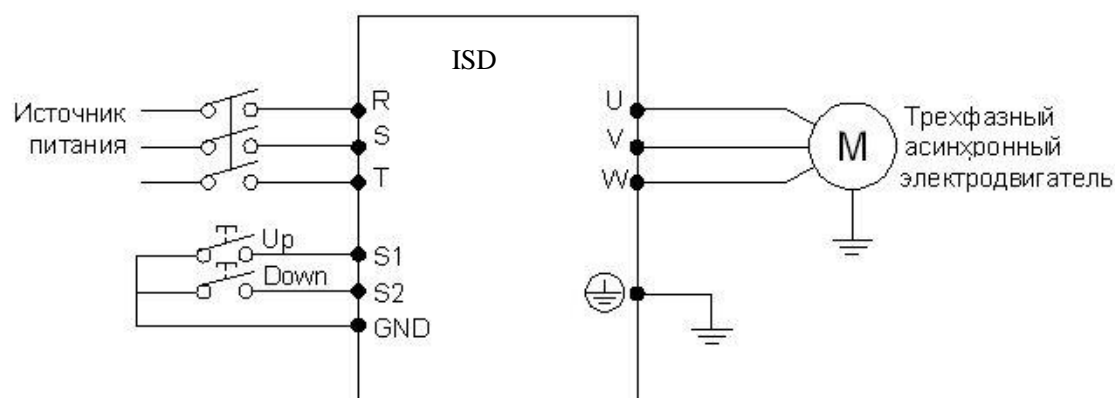 ISD
Источник
питания
R
S
T
U
V
W
M
Трехфазный
асинхронный
электродвигатель
Up
Down
S1
S2
GND